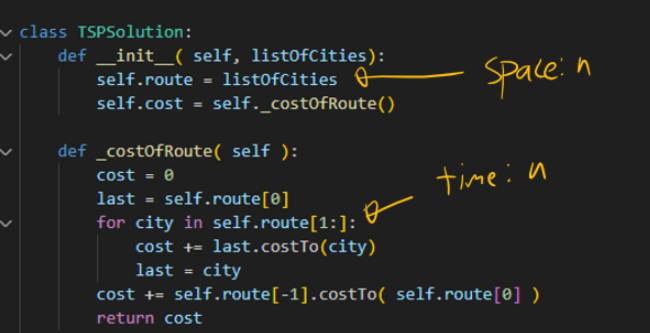 class TSPSolution:
def __init__( self, listOfCities):
self.route = listOfCities
space: n
self.cost = self._costOfRoute()
def _costOfRoute( self ):
cost = 0
time: n
last = self.route[0]
for city in self.route[1:]:
cost += last.costTo(city)
last = city
cost += self.route[-1].costTo( self.route[0] )
return cost